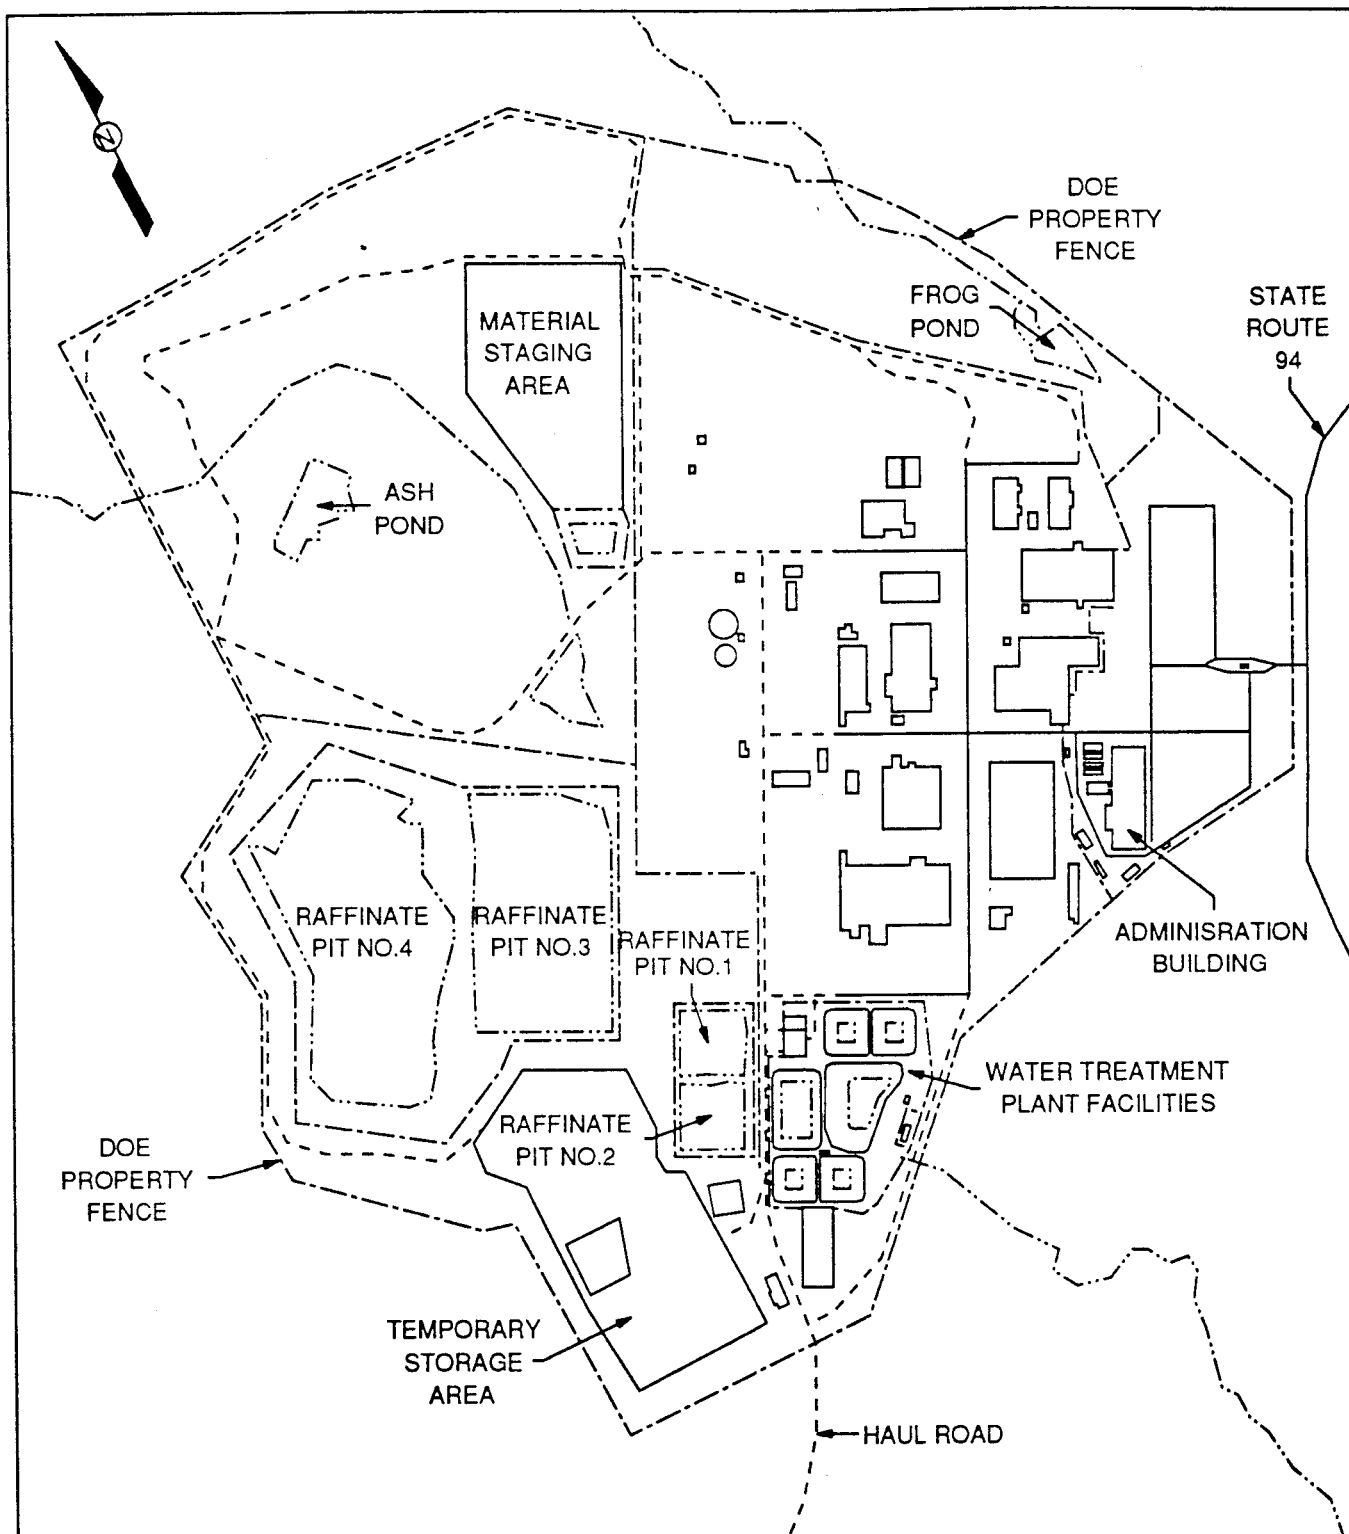 N
DOE
PROPERTY
FENCE
FROG
POND
STATE
ROUTE
94
MATERIAL
STAGING
AREA
ASH
POND
RAFFINATE
PIT NO.4
RAFFINATE
PIT NO.3
RAFFINATE
PIT NO.1
ADMINISRATION
BUILDING
WATER TREATMENT
PLANT FACILITIES
RAFFINATE
PIT NO.2
DOE
PROPERTY
FENCE
TEMPORARY
STORAGE
AREA
HAUL ROAD